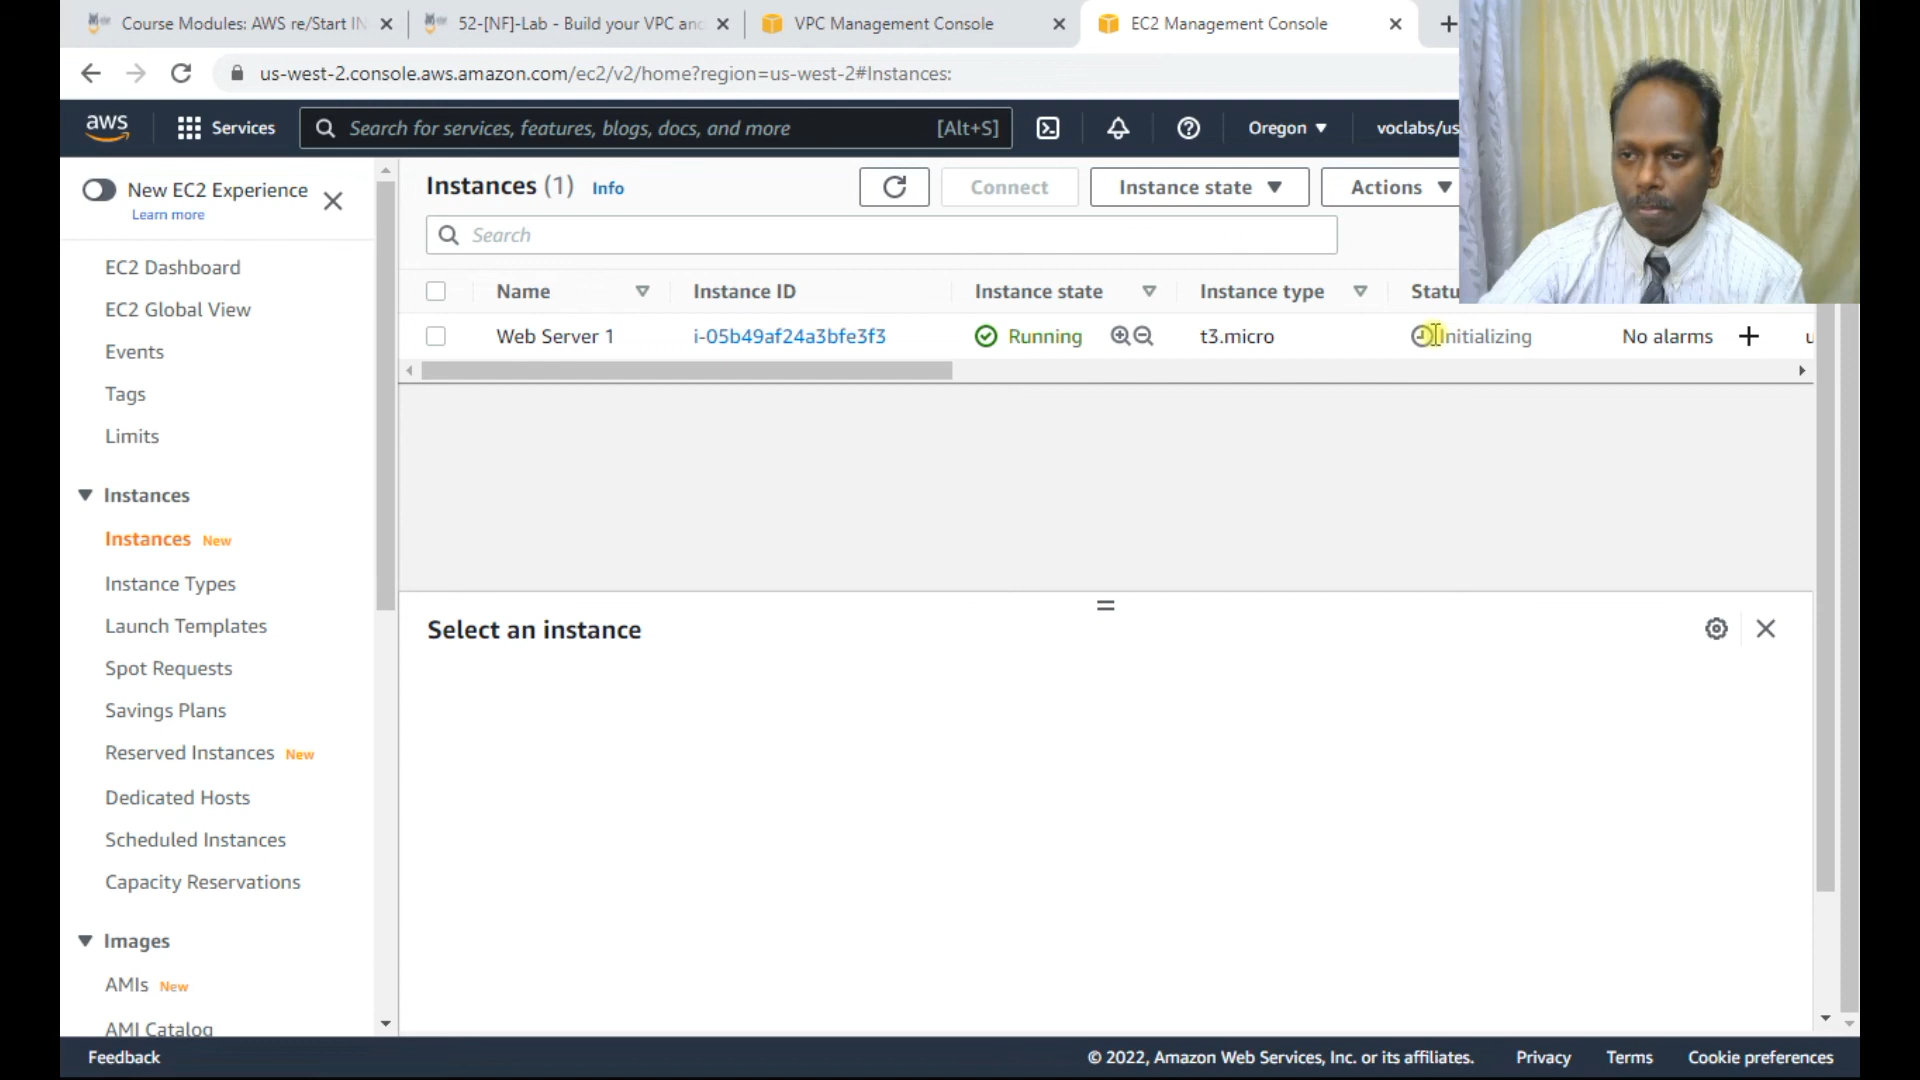 Course Modules: AWS re/Start IN
52-[NF]-Lab - Build your VPC and
VPC Management Console
EC2 Management Console
us-west-2.console.aws.amazon.com/ec2/v2/home?region=us-west-2#Instances:
aws
Services
Search for services, features, blogs, docs, and more
[Alt+S]
Oregon
voclabs/us
New EC2 Experience
Learn more
EC2 Dashboard
EC2 Global View
Events
Tags
Limits
Instances
Instances New
Instance Types
Launch Templates
Spot Requests
Savings Plans
Reserved Instances New
Dedicated Hosts
Scheduled Instances
Capacity Reservations
Images
AMIs New
AMI Catalog
Instances (1) Info
Connect
Instance state
Actions
Search
Name
Instance ID
Instance state
Instance type
Statu
Web Server 1
i-05b49af24a3bfe3f3
Running
t3.micro
Initializing
No alarms
u
Select an instance
Feedback
© 2022, Amazon Web Services, Inc. or its affiliates.
Privacy
Terms
Cookie preferences